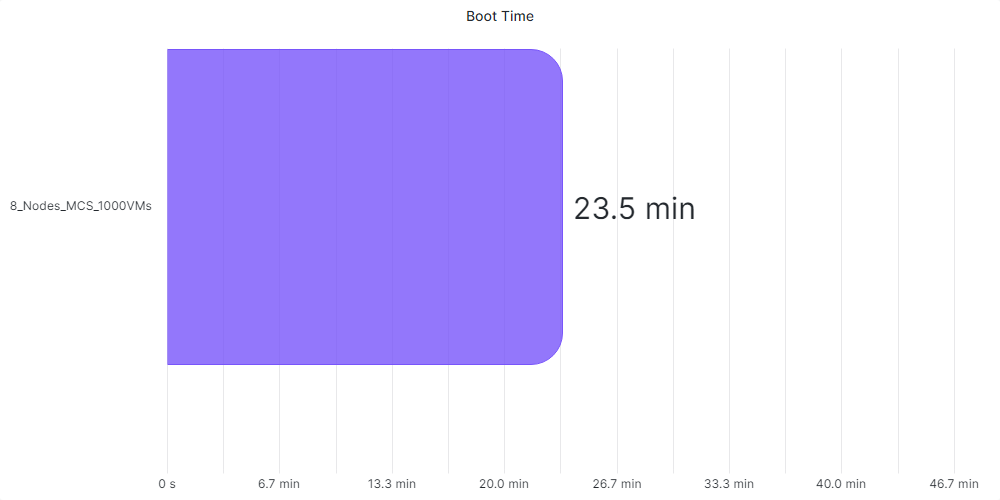 Boot Time
8_Nodes_MCS_1000VMs
23.5 min
0 s 6.7 min 13.3 min 20.0 min 26.7 min 33.3 min 40.0 min 46.7 min